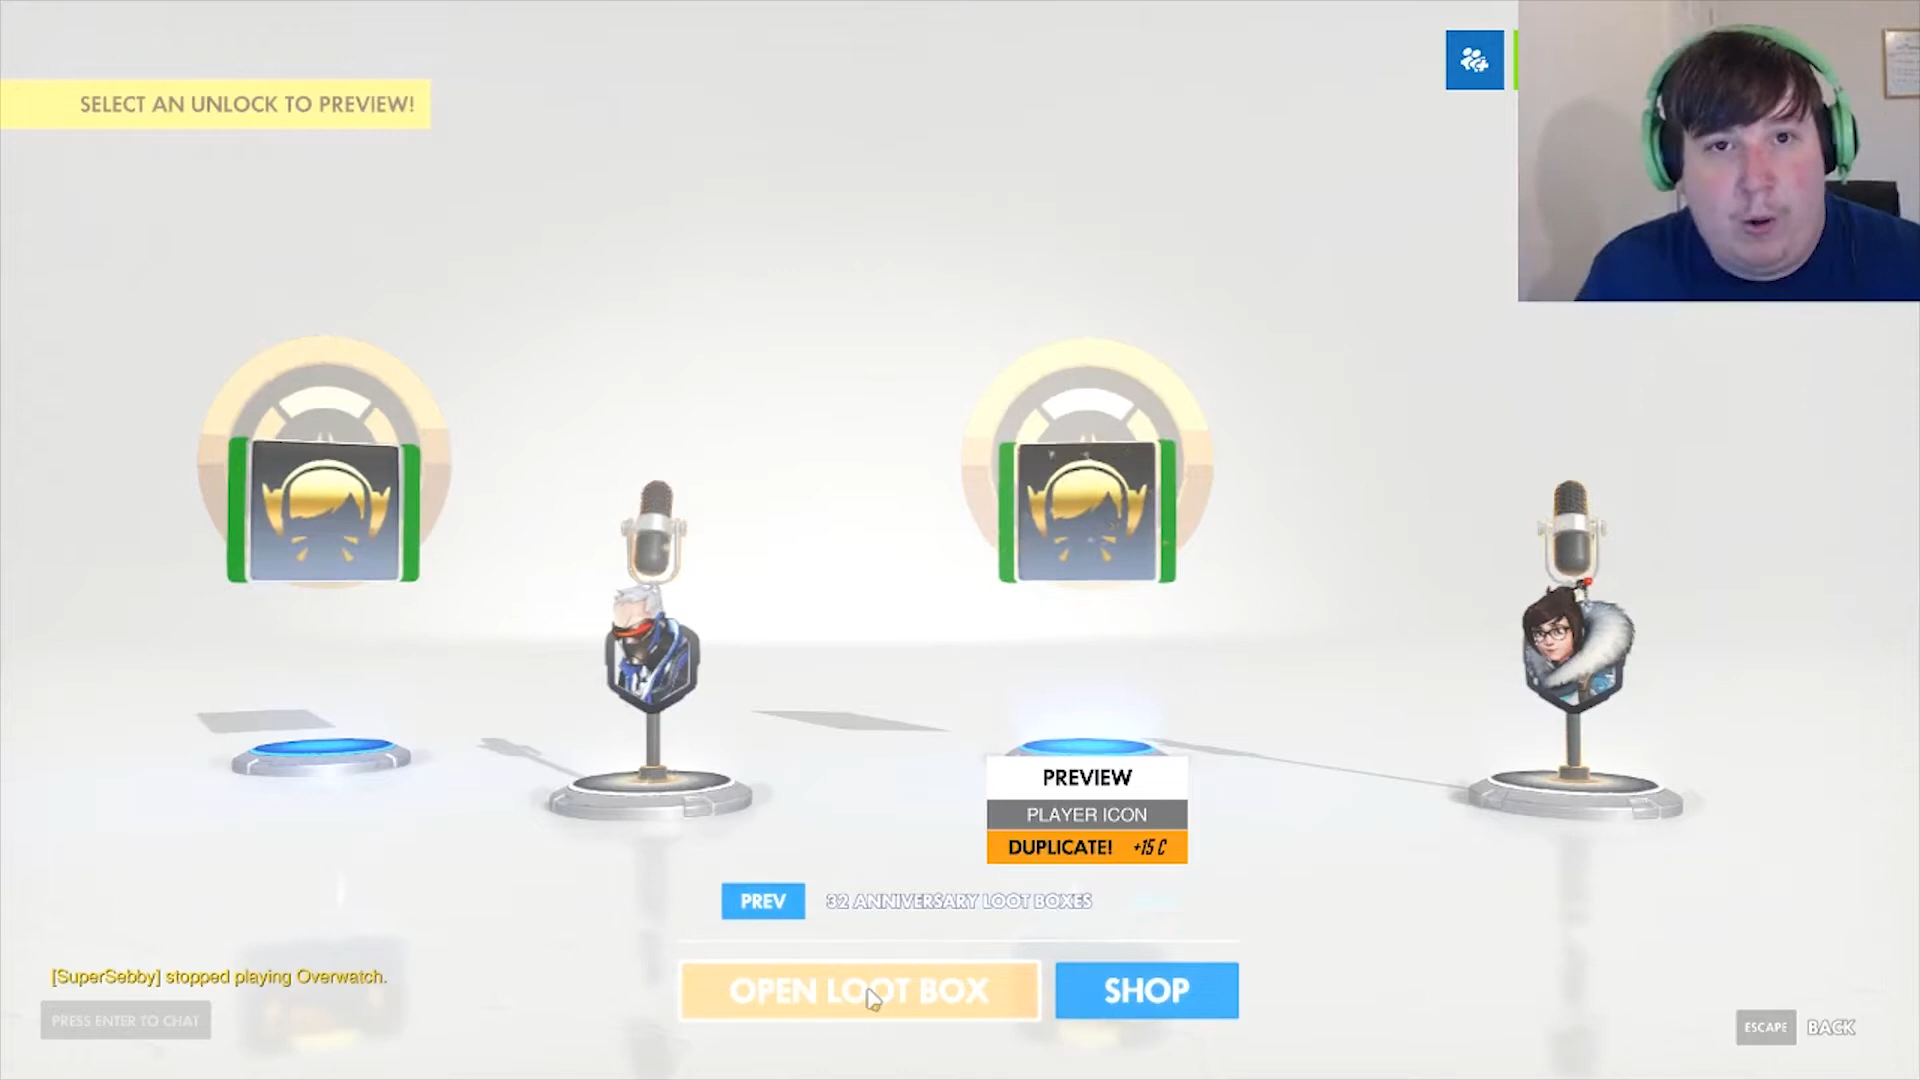 SELECT AN UNLOCK TO PREVIEW!
PREVIEW
PLAYER ICON
DUPLICATE! +15 C
PREV 32 ANNIVERSARY LOOT BOXES
[SuperSebby] stopped playing Overwatch.
OPEN LOOT BOX SHOP
PRESS ENTER TO CHAT
ESCAPE BACK